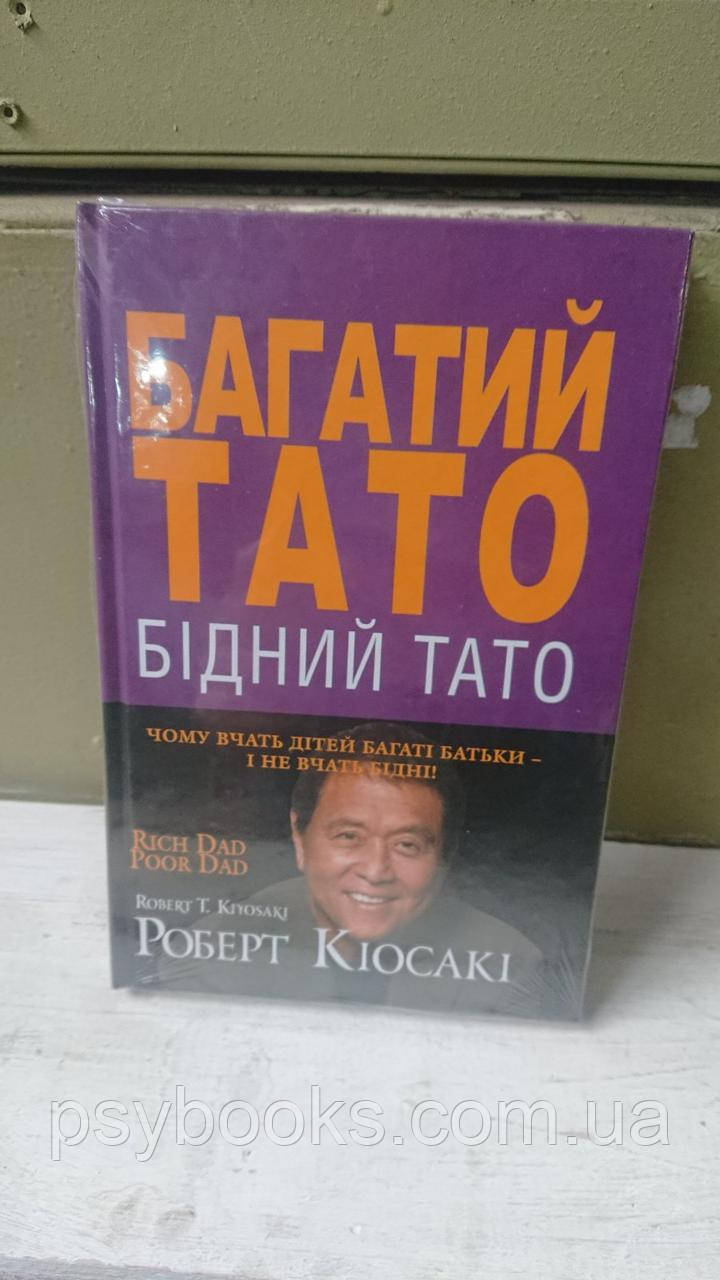 БАГАТИЙ
ТАТО
БІДНИЙ ТАТО
ЧОМУ ВЧАТЬ ДІТЕЙ БАГАТІ БАТЬКИ –
І НЕ ВЧАТЬ БІДНІ!
RICH DAD
POOR DAD
ROBERT T. KIYOSAKI
РОБЕРТ КІОСАКІ
psybooks.com.ua